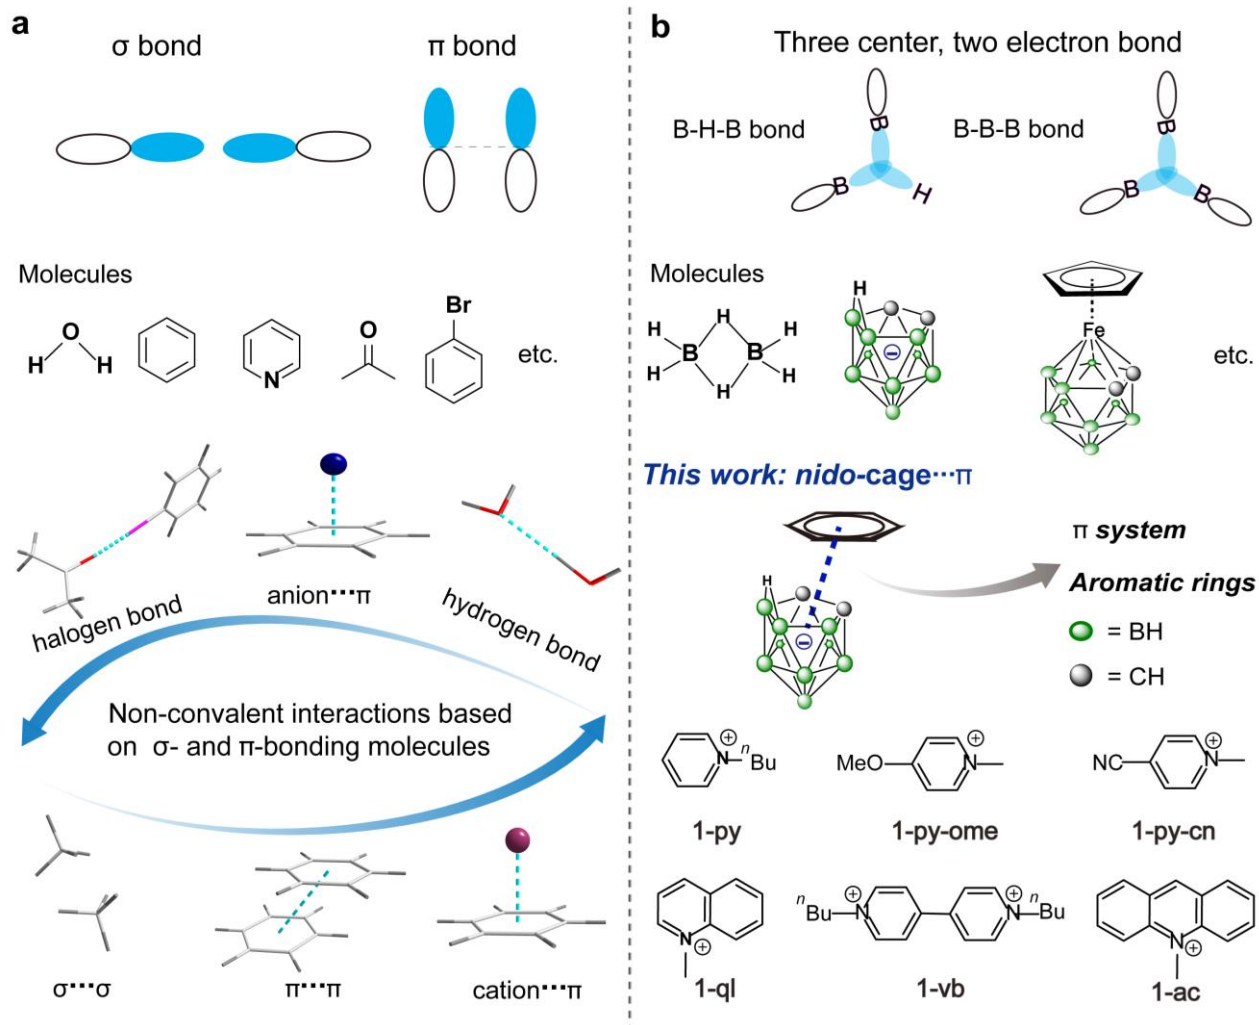 a
σ bond
π bond
Molecules
O
H H
N
O
Br
etc.
halogen bond
anion···π
hydrogen bond
Non-convalent interactions based
on σ- and π-bonding molecules
σ···σ
π···π
cation···π
b
Three center, two electron bond
B-H-B bond
B
B
H
B-B-B bond
B
B
B
Molecules
H H H
B B
H H H
H
−
Fe
etc.
This work: nido-cage···π
H
−
π system
Aromatic rings
= BH
= CH
N + nBu
1-py
MeO N +
1-py-ome
NC N +
1-py-cn
N +
1-ql
nBu N + N + nBu
1-vb
N +
1-ac